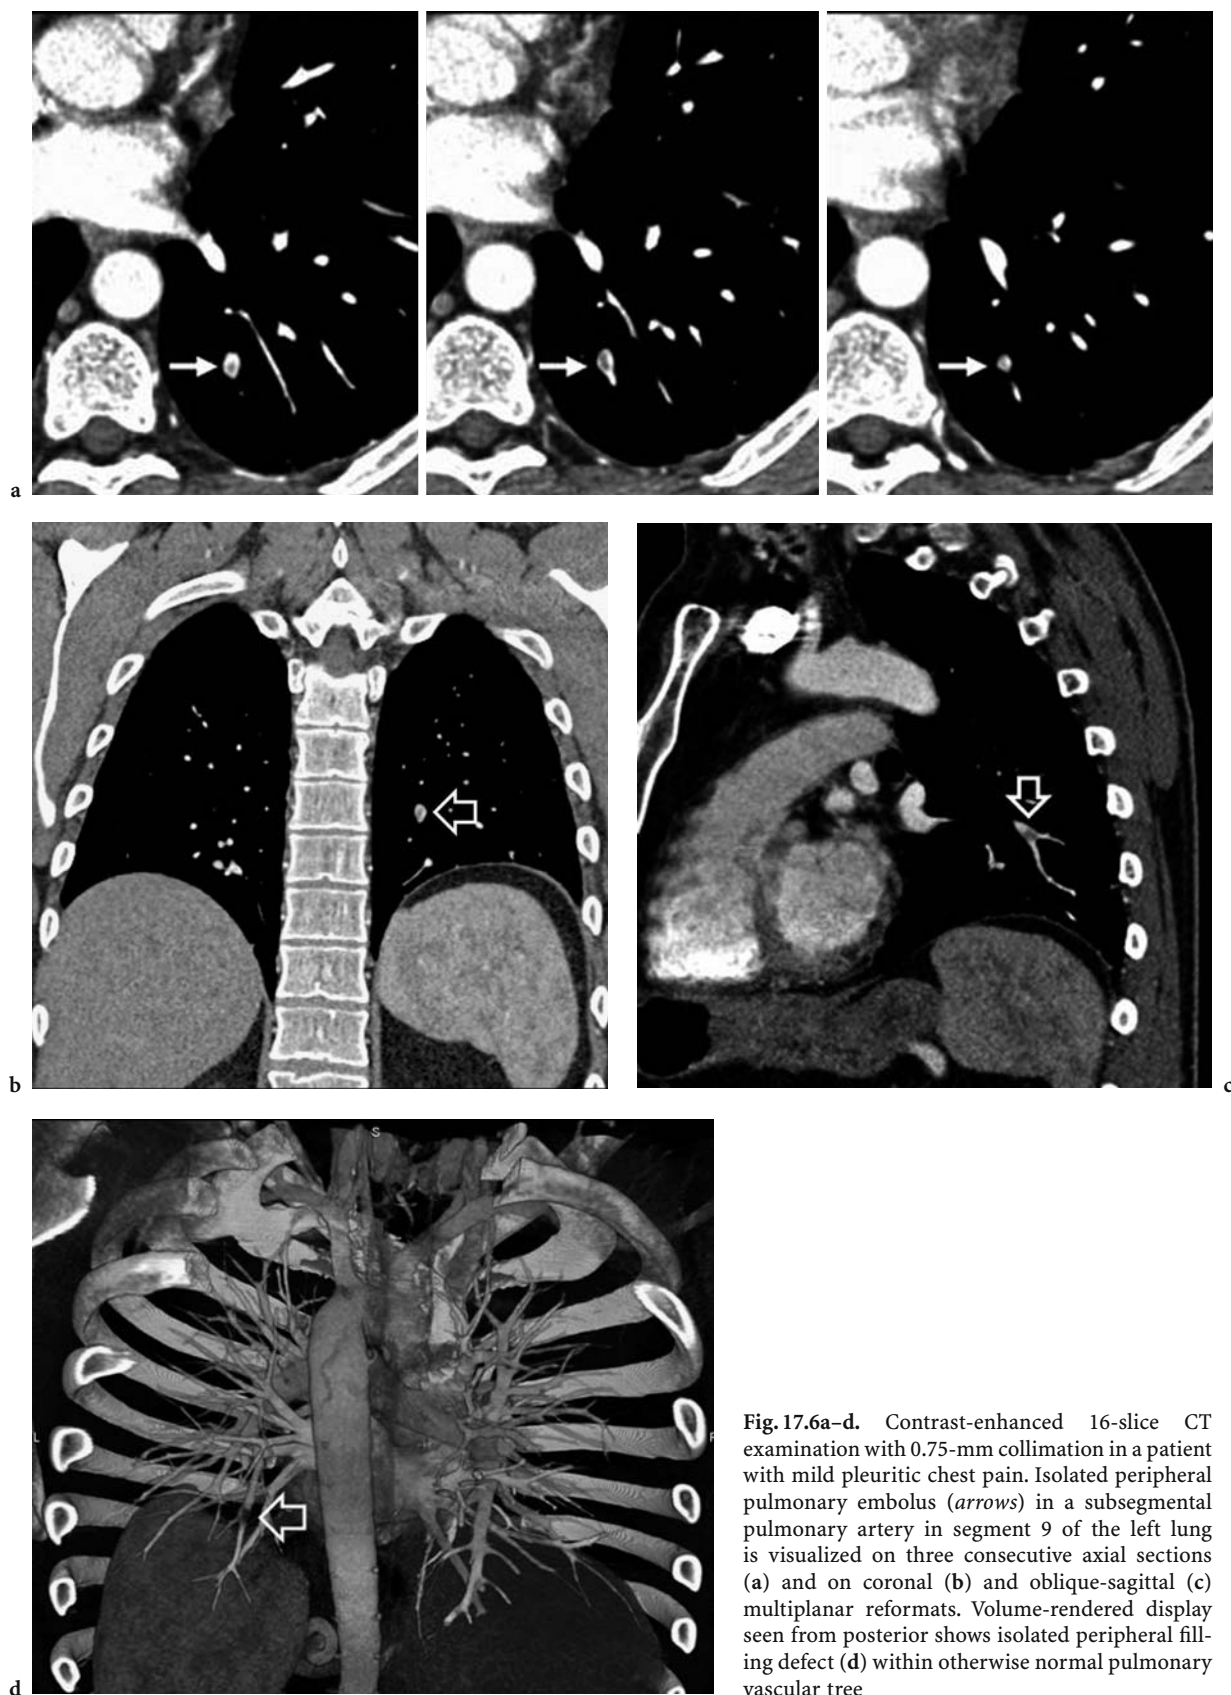 a
b
c
S
L
R
d
Fig. 17.6a–d. Contrast-enhanced 16-slice CT
examination with 0.75-mm collimation in a patient
with mild pleuritic chest pain. Isolated peripheral
pulmonary embolus (arrows) in a subsegmental
pulmonary artery in segment 9 of the left lung
is visualized on three consecutive axial sections
(a) and on coronal (b) and oblique-sagittal (c)
multiplanar reformats. Volume-rendered display
seen from posterior shows isolated peripheral fill-
ing defect (d) within otherwise normal pulmonary
vascular tree